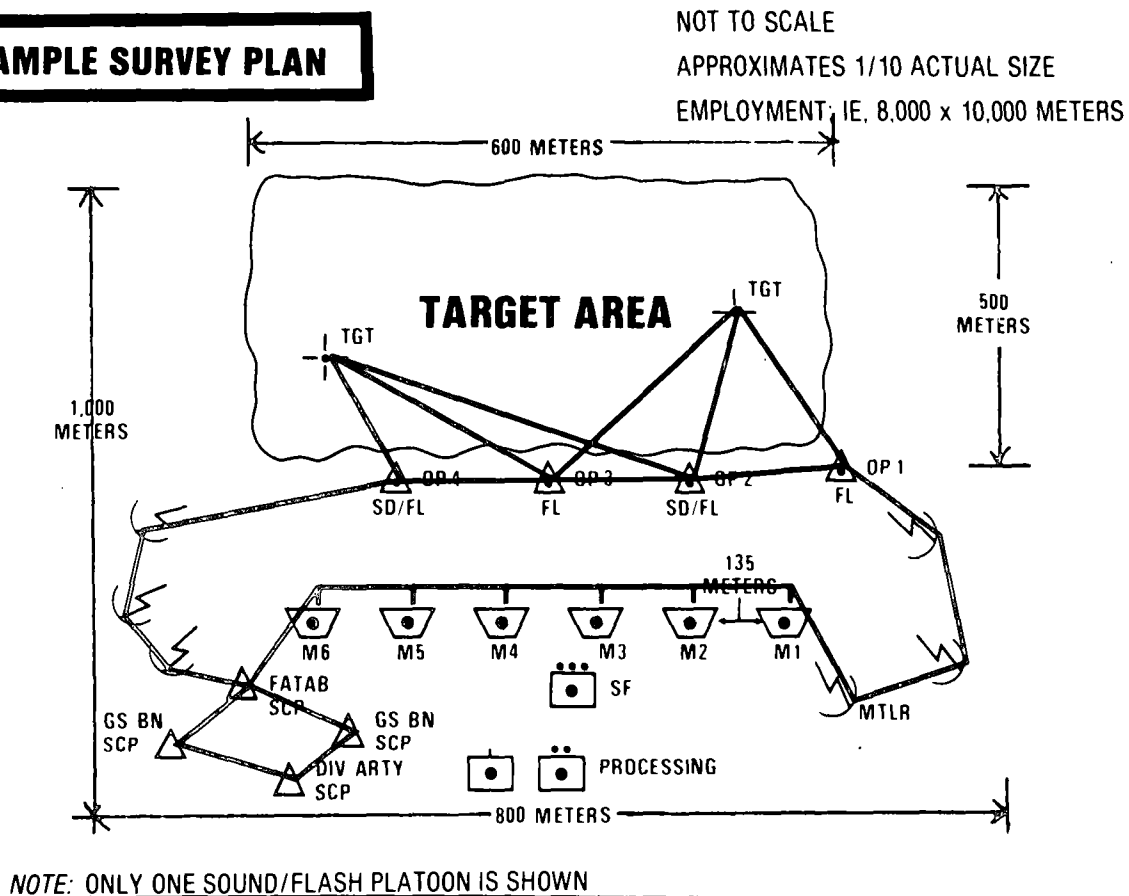 AMPLE SURVEY PLAN
NOT TO SCALE
APPROXIMATES 1/10 ACTUAL SIZE
EMPLOYMENT; IE, 8,000 x 10,000 METERS
600 METERS
TGT
TARGET AREA
TGT
500
METERS
1,000
METERS
OP 4
OP 3
OP 2
OP 1
SD/FL
FL
SD/FL
FL
135
METERS
M6
M5
M4
M3
M2
M1
SF
FATAB
SCP
MTLR
GS BN
SCP
GS BN
SCP
DIV ARTY
SCP
PROCESSING
800 METERS
NOTE: ONLY ONE SOUND/FLASH PLATOON IS SHOWN